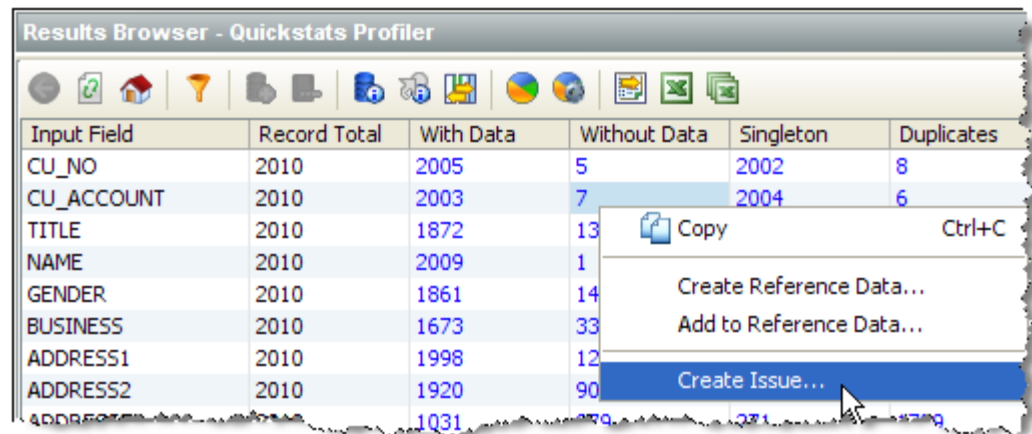 Results Browser - Quickstats Profiler
Input Field Record Total With Data Without Data Singleton Duplicates
CU_NO 2010 2005 5 2002 8
CU_ACCOUNT 2010 2003 7 2004 6
TITLE 2010 1872 13
NAME 2010 2009 1
GENDER 2010 1861 14
BUSINESS 2010 1673 33
ADDRESS1 2010 1998 12
ADDRESS2 2010 1920 90
1031
Copy Ctrl+C
Create Reference Data...
Add to Reference Data...
Create Issue...